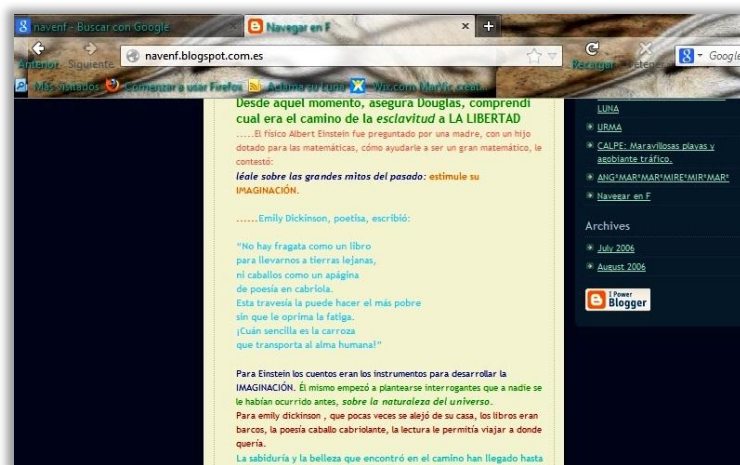 navenf - Buscar con Google
Navegar en F
navenf.blogspot.com.es
Google
Anterior Siguiente
Recargar
Más visitados Comenzar a usar Firefox
Wix.com
Desde aquel momento, asegura Douglas, comprendí
cual era el camino de la esclavitud a LA LIBERTAD
.....El físico Albert Einstein fue preguntado por una madre, con un hijo
dotado para las matemáticas, cómo ayudarle a ser un gran matemático, le
contestó:
léale sobre las grandes mitos del pasado: estimule su
IMAGINACIÓN.
......Emily Dickinson, poetisa, escribió:
"No hay fragata como un libro
para llevarnos a tierras lejanas,
ni caballos como un apágina
de poesía en cabriola.
Esta travesía la puede hacer el más pobre
sin que le oprima la fatiga.
¡Cuán sencilla es la carroza
que transporta al alma humana!"
Para Einstein los cuentos eran los instrumentos para desarrollar la
IMAGINACIÓN. Él mismo empezó a plantearse interrogantes que a nadie se
le habían ocurrido antes, sobre la naturaleza del universo.
Para emily dickinson , que pocas veces se alejó de su casa, los libros eran
barcos, la poesía caballo cabriolante, la lectura le permitía viajar a donde
quería.
La sabiduría y la belleza que encontró en el camino han llegado hasta
LUNA
URMA
CALPE: Maravillosas playas y
agobiante tráfico.
ANG*MAR*MAR*MIRE*MIR*MAR*
Navegar en F
Archives
July 2006
August 2006
I Power
Blogger